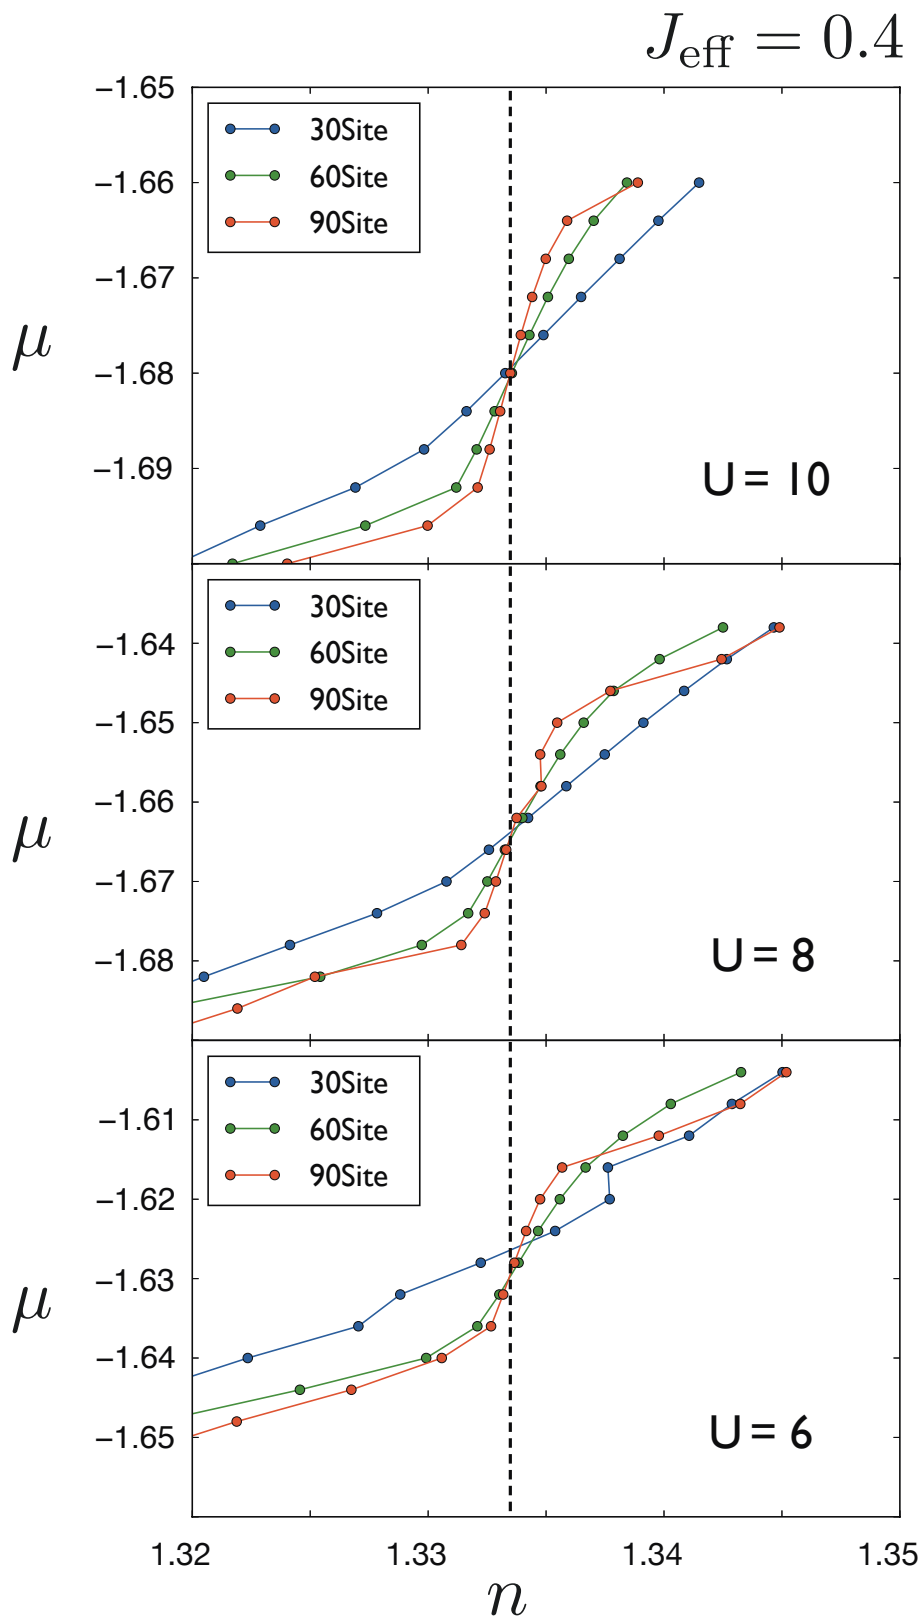 J_eff = 0.4
−1.65
30Site
60Site
−1.66
90Site
−1.67
μ
−1.68
−1.69
U = 10
30Site
−1.64
60Site
90Site
−1.65
−1.66
μ
−1.67
−1.68
U = 8
30Site
−1.61
60Site
90Site
−1.62
−1.63
μ
−1.64
−1.65
U = 6
1.32 1.33 1.34 1.35
n